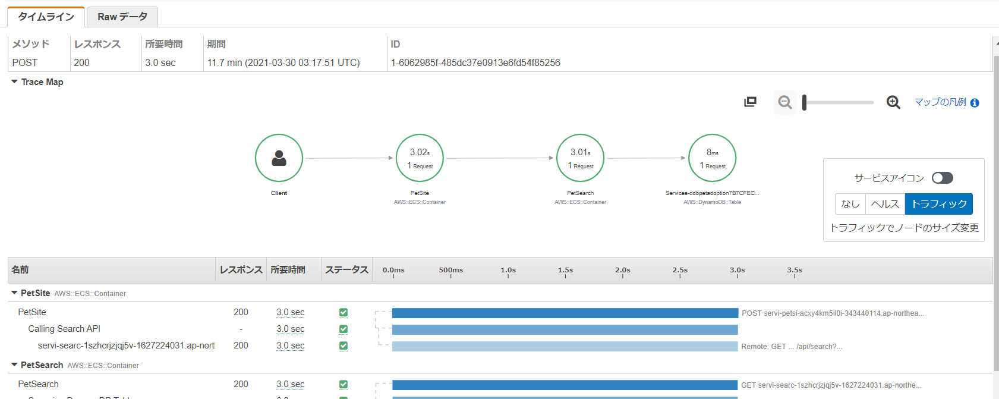 タイムライン Raw データ
メソッド レスポンス 所要時間 期間 ID
POST 200 3.0 sec 11.7 min (2021-03-30 03:17:51 UTC) 1-6062985f-485dc37e0913e6fd54f85256
Trace Map
マップの凡例
3.02s 3.01s 8ms
1 Request 1 Request 1 Request
Client PetSite PetSearch Services-ddbpetadoption7B7CFEC...
AWS::ECS::Container AWS::ECS::Container AWS::DynamoDB::Table
サービスアイコン
なし ヘルス トラフィック
トラフィックでノードのサイズ変更
名前 レスポンス 所要時間 ステータス 0.0ms 500ms 1.0s 1.5s 2.0s 2.5s 3.0s 3.5s
PetSite AWS::ECS::Container
PetSite 200 3.0 sec POST servi-petsi-acxy4km5il0i-343440114.ap-northea...
Calling Search API - 3.0 sec
servi-searc-1szhcrjzjqj5v-1627224031.ap-nort 200 3.0 sec Remote: GET ... /api/search?...
PetSearch AWS::ECS::Container
PetSearch 200 3.0 sec GET servi-searc-1szhcrjzjqj5v-1627224031.ap-northe...